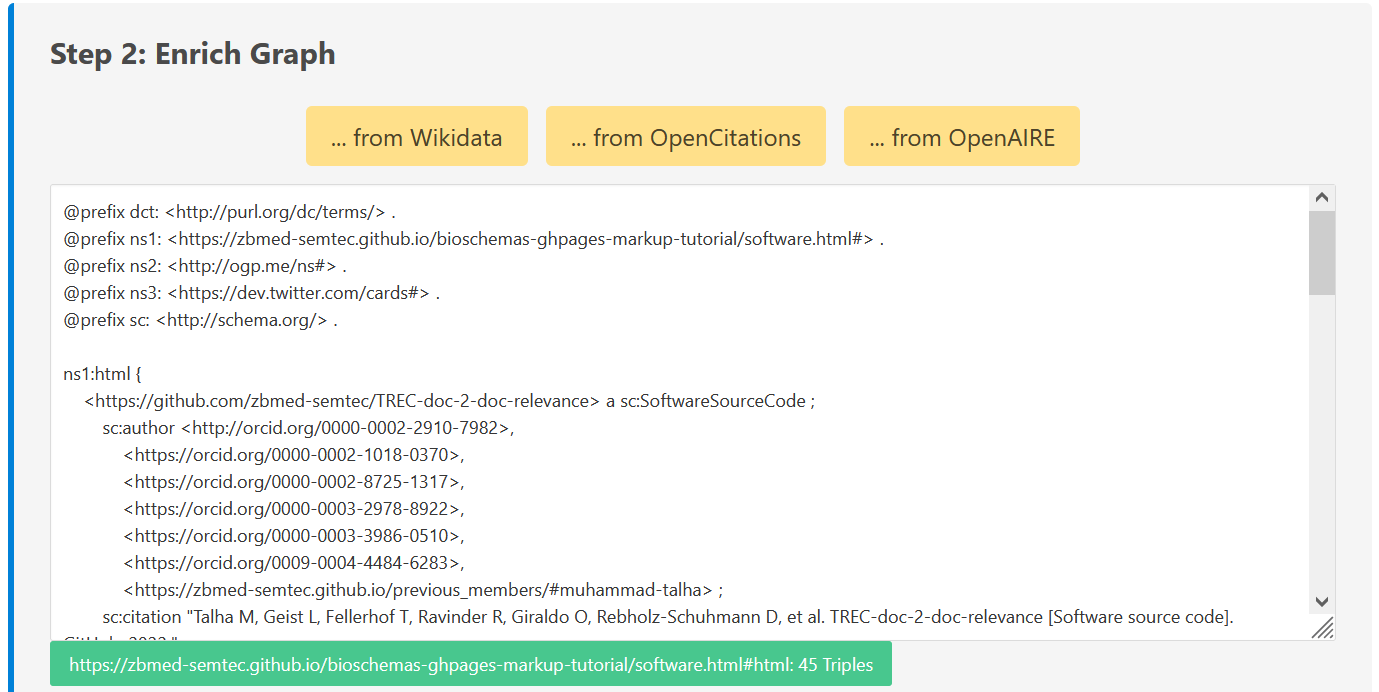 Step 2: Enrich Graph
... from Wikidata
... from OpenCitations
... from OpenAIRE
@prefix dct: <http://purl.org/dc/terms/> .
@prefix ns1: <https://zbmed-semtec.github.io/bioschemas-ghpages-markup-tutorial/software.html#> .
@prefix ns2: <http://ogp.me/ns#> .
@prefix ns3: <https://dev.twitter.com/cards#> .
@prefix sc: <http://schema.org/> .
ns1:html {
<https://github.com/zbmed-semtec/TREC-doc-2-doc-relevance> a sc:SoftwareSourceCode ;
sc:author <http://orcid.org/0000-0002-2910-7982>,
<https://orcid.org/0000-0002-1018-0370>,
<https://orcid.org/0000-0002-8725-1317>,
<https://orcid.org/0000-0003-2978-8922>,
<https://orcid.org/0000-0003-3986-0510>,
<https://orcid.org/0009-0004-4484-6283>,
<https://zbmed-semtec.github.io/previous_members/#muhammad-talha> ;
sc:citation "Talha M, Geist L, Fellerhof T, Ravinder R, Giraldo O, Rebholz-Schuhmann D, et al. TREC-doc-2-doc-relevance [Software source code].
https://zbmed-semtec.github.io/bioschemas-ghpages-markup-tutorial/software.html#html: 45 Triples